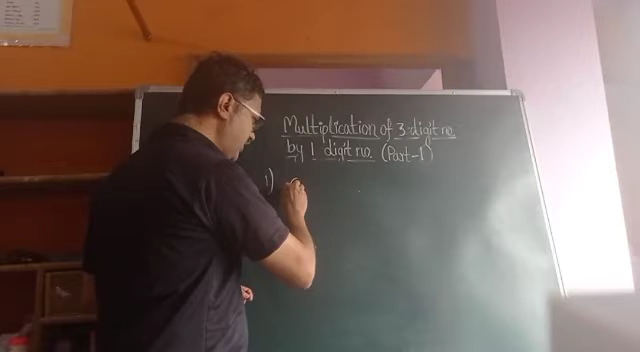 Multiplication of 3-digit no.
by 1 digit no. (Part-1)
1)